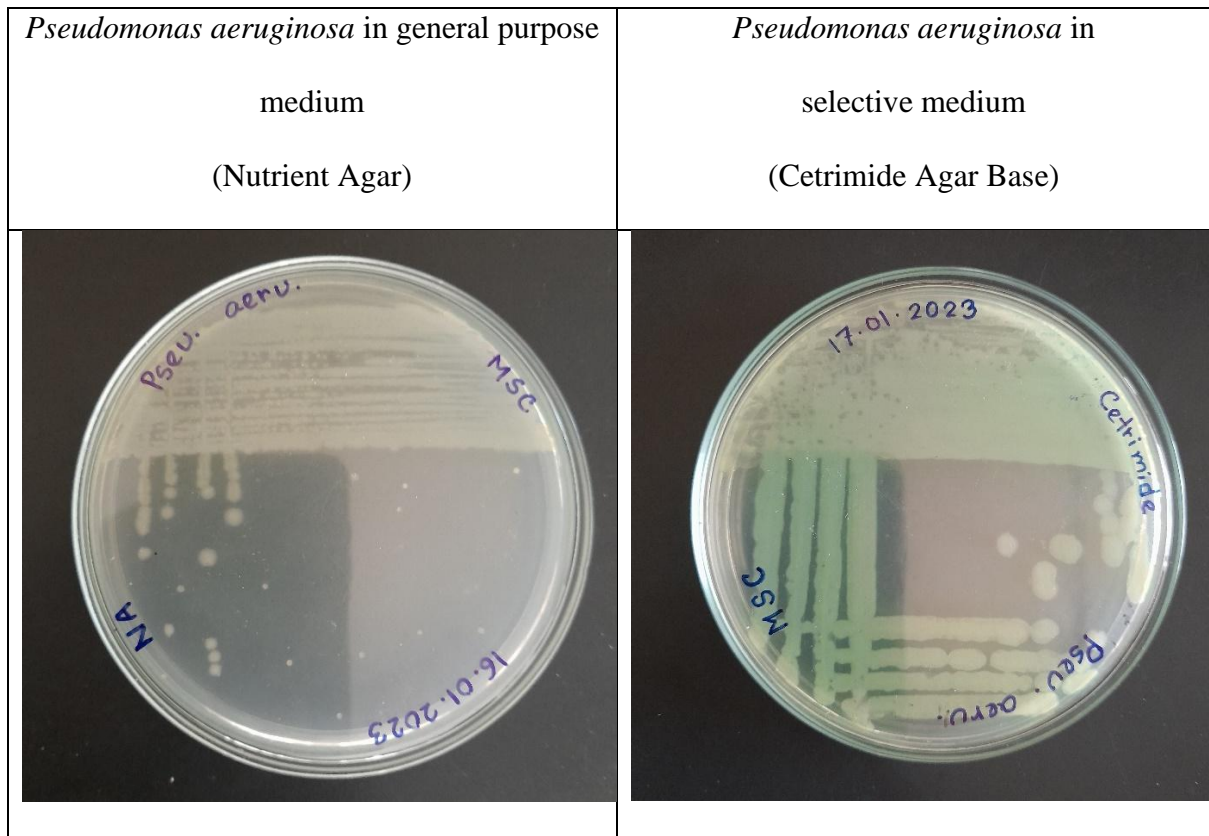 Pseudomonas aeruginosa in general purpose
medium
(Nutrient Agar)
Pseudomonas aeruginosa in
selective medium
(Cetrimide Agar Base)
Pseu. aeru.
MSC
NA
16.01.2023
17.01.2023
Cetrimide
MSC
Pseu. aeru.